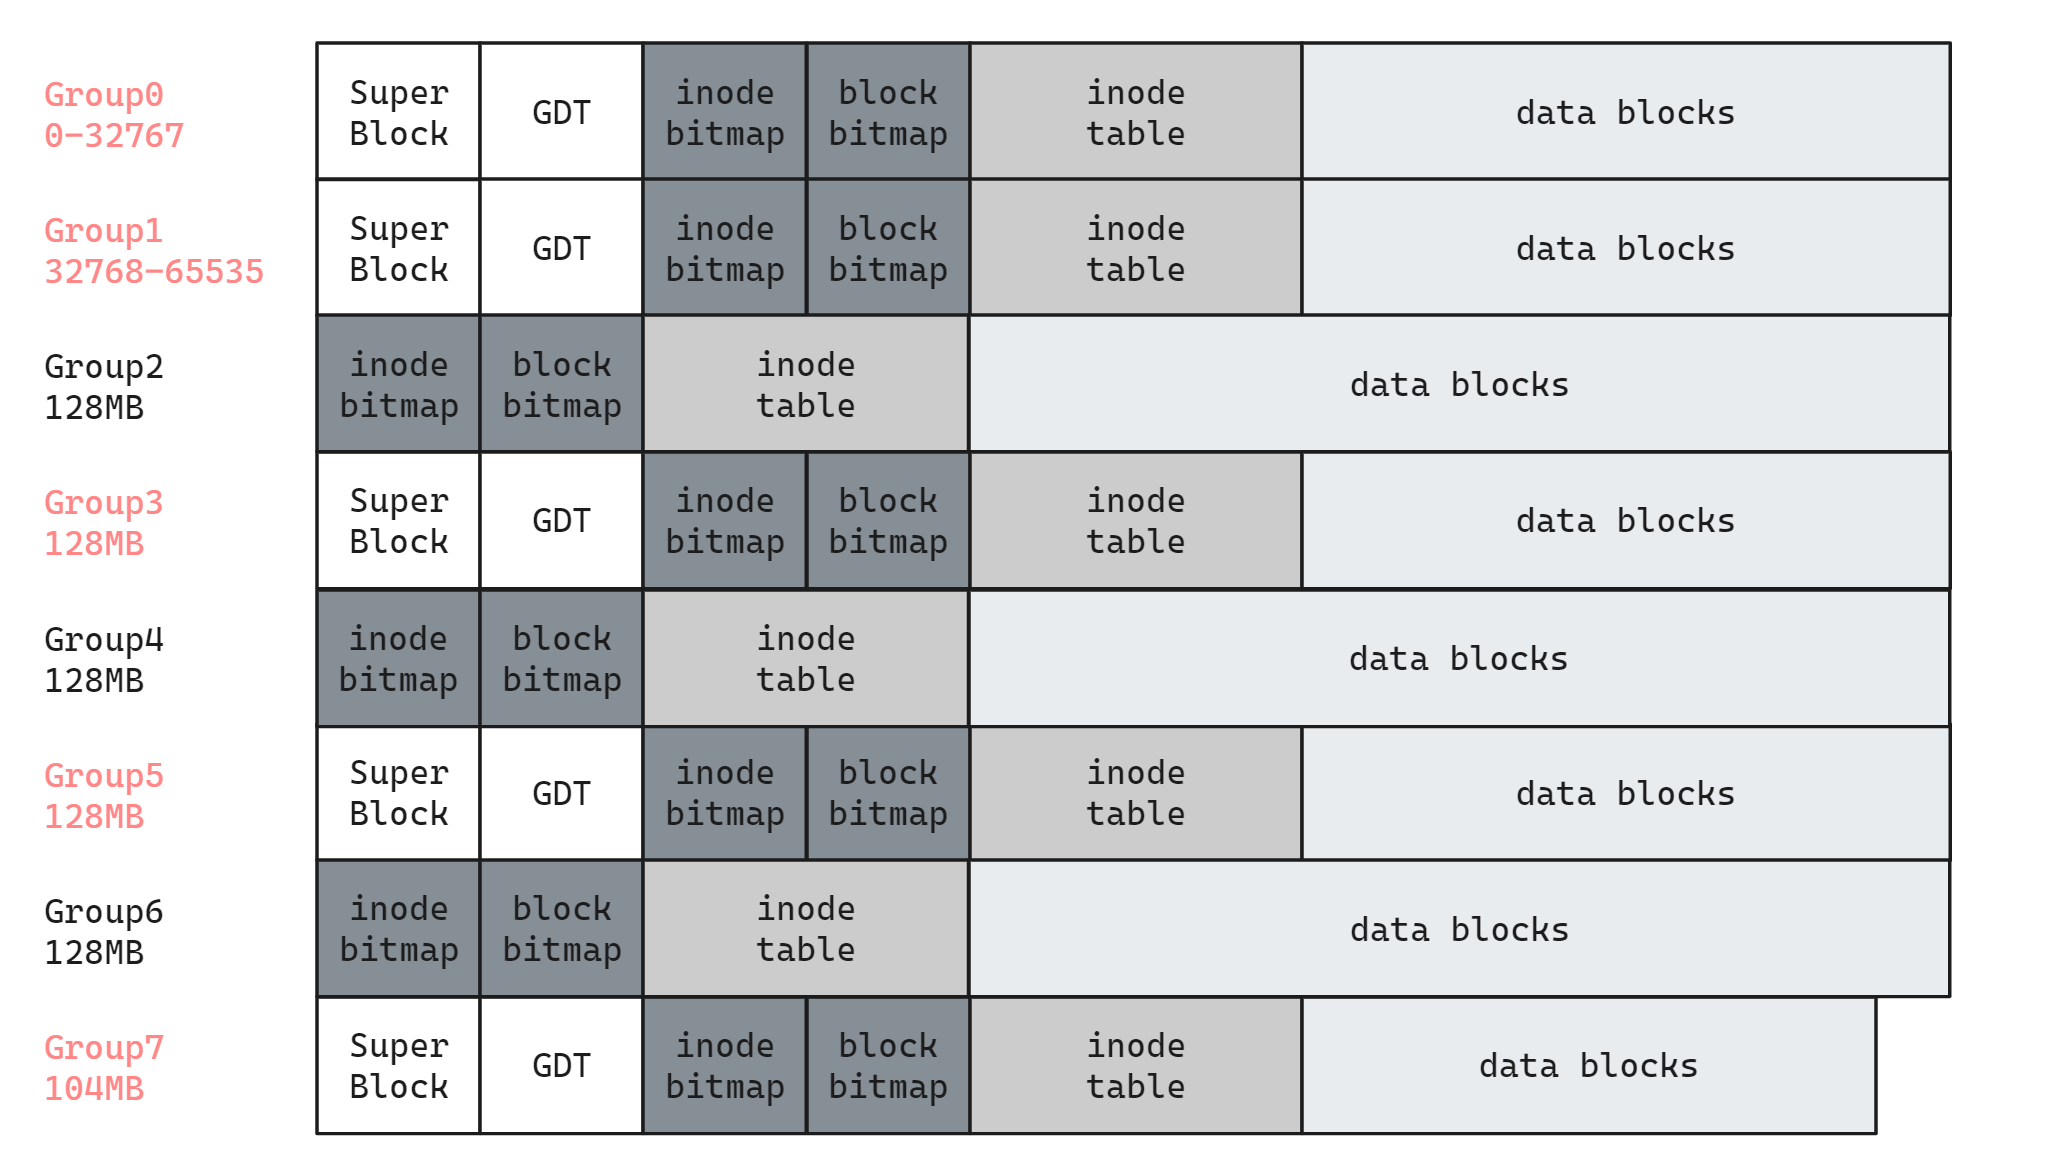 Group0
0-32767
Super
Block
GDT
inode
bitmap
block
bitmap
inode
table
data blocks
Group1
32768-65535
Super
Block
GDT
inode
bitmap
block
bitmap
inode
table
data blocks
Group2
128MB
inode
bitmap
block
bitmap
inode
table
data blocks
Group3
128MB
Super
Block
GDT
inode
bitmap
block
bitmap
inode
table
data blocks
Group4
128MB
inode
bitmap
block
bitmap
inode
table
data blocks
Group5
128MB
Super
Block
GDT
inode
bitmap
block
bitmap
inode
table
data blocks
Group6
128MB
inode
bitmap
block
bitmap
inode
table
data blocks
Group7
104MB
Super
Block
GDT
inode
bitmap
block
bitmap
inode
table
data blocks